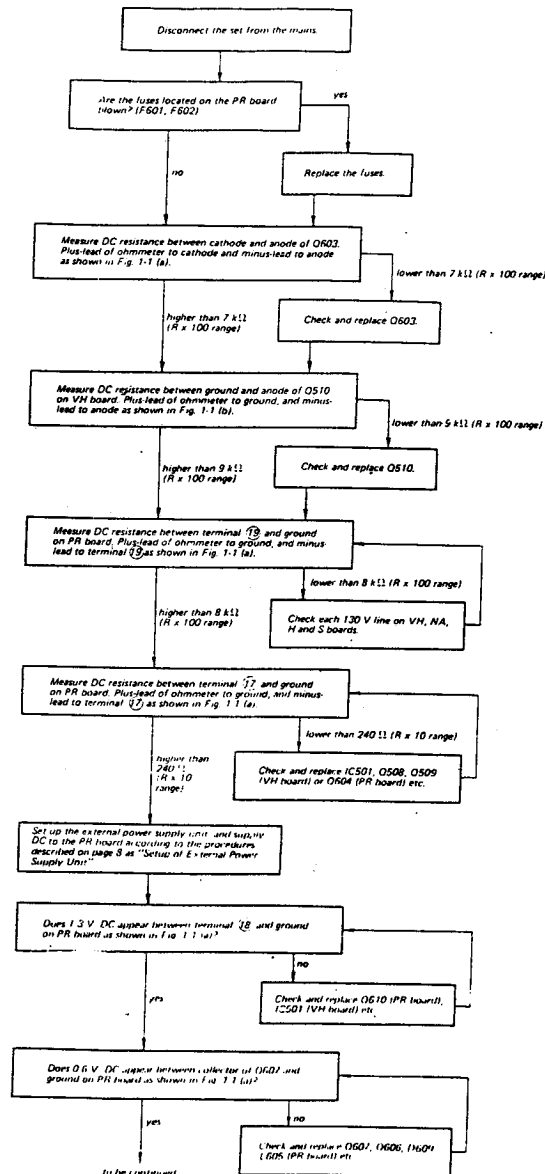 Disconnect the set from the mains.
Are the fuses located on the PR board
blown? (F601, F602)
yes
no
Replace the fuses.
Measure DC resistance between cathode and anode of Q603.
Plus-lead of ohmmeter to cathode and minus-lead to anode
as shown in Fig. 1-1 (a).
lower than 7 kΩ (R x 100 range)
higher than 7 kΩ
(R x 100 range)
Check and replace Q603.
Measure DC resistance between ground and anode of Q510
on VH board. Plus-lead of ohmmeter to ground, and minus-
lead to anode as shown in Fig. 1-1 (b).
lower than 9 kΩ (R x 100 range)
higher than 9 kΩ
(R x 100 range)
Check and replace Q510.
Measure DC resistance between terminal ⑲ and ground
on PR board. Plus-lead of ohmmeter to ground, and minus-
lead to terminal ⑲ as shown in Fig. 1-1 (a).
lower than 8 kΩ (R x 100 range)
higher than 8 kΩ
(R x 100 range)
Check each 130 V line on VH, NA,
H and S boards.
Measure DC resistance between terminal ⑰ and ground
on PR board. Plus-lead of ohmmeter to ground, and minus-
lead to terminal ⑰ as shown in Fig. 1-1 (a).
lower than 240 Ω (R x 10 range)
higher than
240 Ω
(R x 10
range)
Check and replace IC501, Q508, Q509
(VH board) or Q604 (PR board) etc.
Set up the external power supply unit, and supply
DC to the PR board according to the procedures
described on page 8 as "Setup of External Power
Supply Unit"
Does 1.3 V DC appear between terminal ⑱ and ground
on PR board as shown in Fig. 1-1 (a)?
no
yes
Check and replace Q610 (PR board),
IC501 (VH board) etc.
Does 0.6 V DC appear between collector of Q607 and
ground on PR board as shown in Fig. 1-1 (a)?
yes
no
Check and replace Q607, Q606,
(PR board) etc.
to be continued